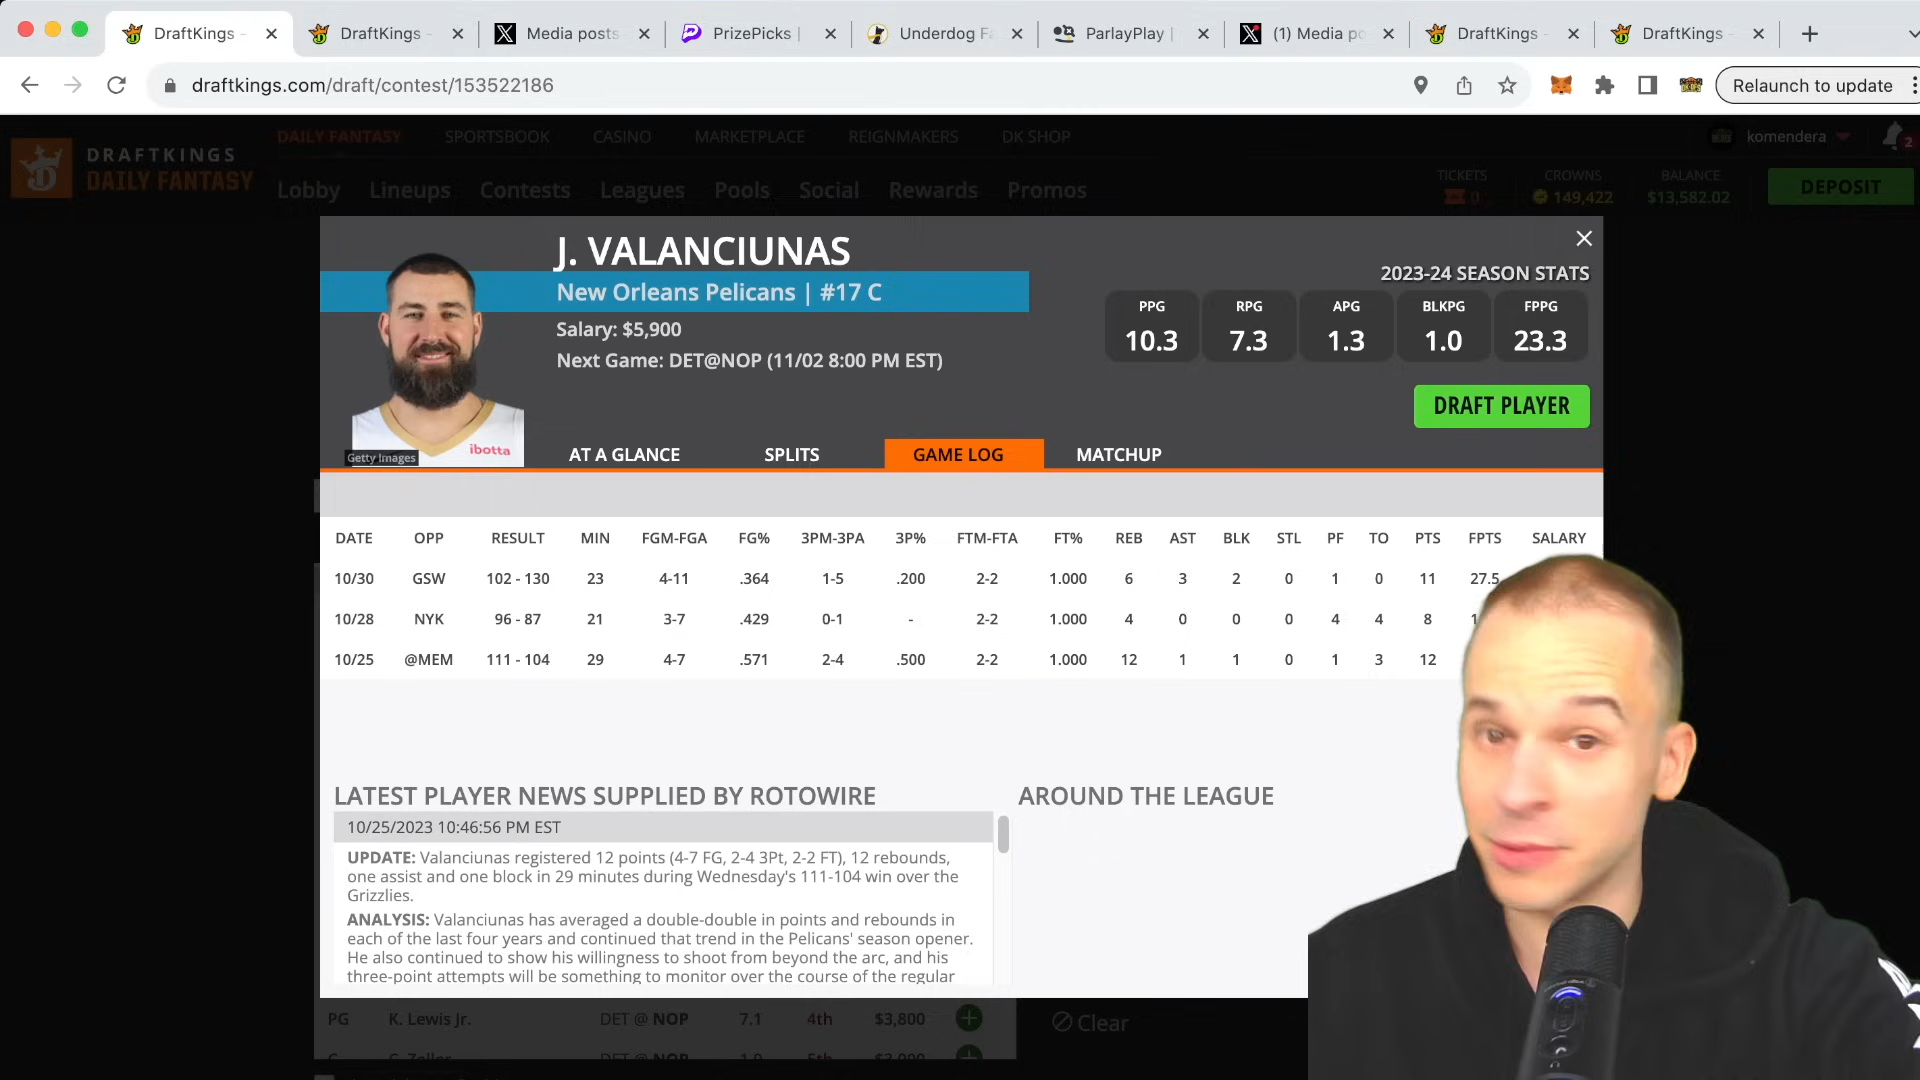 DraftKings -
DraftKings -
Media posts
PrizePicks |
Underdog Fa
ParlayPlay |
(1) Media po
DraftKings -
DraftKings -
draftkings.com/draft/contest/153522186
Relaunch to update
DRAFTKINGS
DAILY FANTASY
DAILY FANTASY
SPORTSBOOK
CASINO
MARKETPLACE
REIGNMAKERS
DK SHOP
komendera
2
Lobby
Lineups
Contests
Leagues
Pools
Social
Rewards
Promos
TICKETS
0
CROWNS
149,422
BALANCE
$13,582.02
DEPOSIT
J. VALANCIUNAS
New Orleans Pelicans | #17 C
Salary: $5,900
Next Game: DET@NOP (11/02 8:00 PM EST)
2023-24 SEASON STATS
PPG RPG APG BLKPG FPPG
10.3 7.3 1.3 1.0 23.3
DRAFT PLAYER
ibotta
Getty Images
AT A GLANCE SPLITS GAME LOG MATCHUP
DATE OPP RESULT MIN FGM-FGA FG% 3PM-3PA 3P% FTM-FTA FT% REB AST BLK STL PF TO PTS FPTS SALARY
10/30 GSW 102 - 130 23 4-11 .364 1-5 .200 2-2 1.000 6 3 2 0 1 0 11 27.5
10/28 NYK 96 - 87 21 3-7 .429 0-1 - 2-2 1.000 4 0 0 0 4 4 8
10/25 @MEM 111 - 104 29 4-7 .571 2-4 .500 2-2 1.000 12 1 1 0 1 3 12
LATEST PLAYER NEWS SUPPLIED BY ROTOWIRE
10/25/2023 10:46:56 PM EST
UPDATE: Valanciunas registered 12 points (4-7 FG, 2-4 3Pt, 2-2 FT), 12 rebounds,
one assist and one block in 29 minutes during Wednesday's 111-104 win over the
Grizzlies.
ANALYSIS: Valanciunas has averaged a double-double in points and rebounds in
each of the last four years and continued that trend in the Pelicans' season opener.
He also continued to show his willingness to shoot from beyond the arc, and his
three-point attempts will be something to monitor over the course of the regular
AROUND THE LEAGUE
PG K. Lewis Jr. DET @ NOP 7.1 4th $3,800
Clear